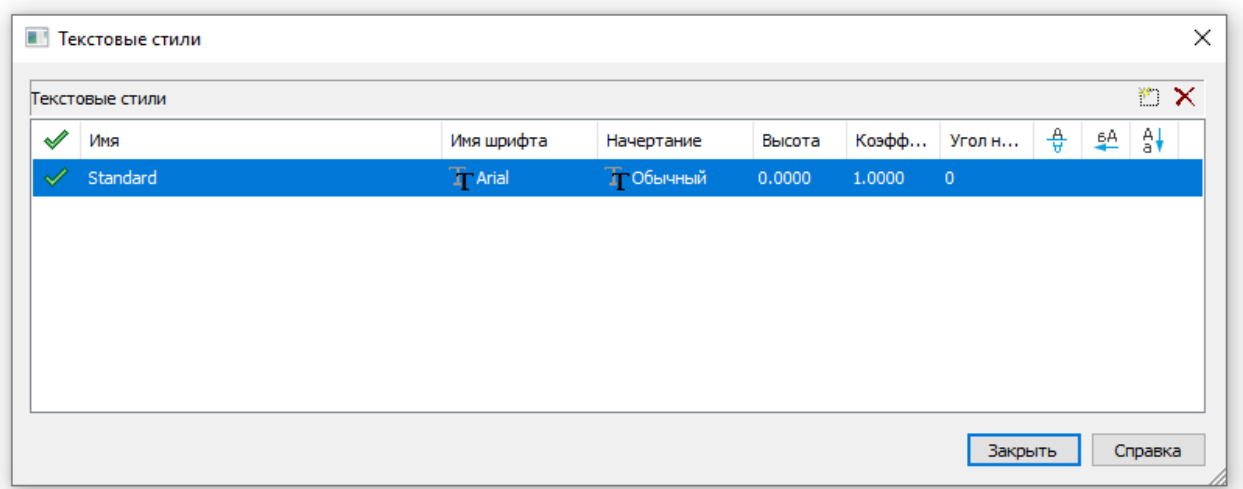 Текстовые стили
Текстовые стили
Имя Имя шрифта Начертание Высота Коэфф... Угол н...
Standard Arial Обычный 0.0000 1.0000 0
Закрыть Справка